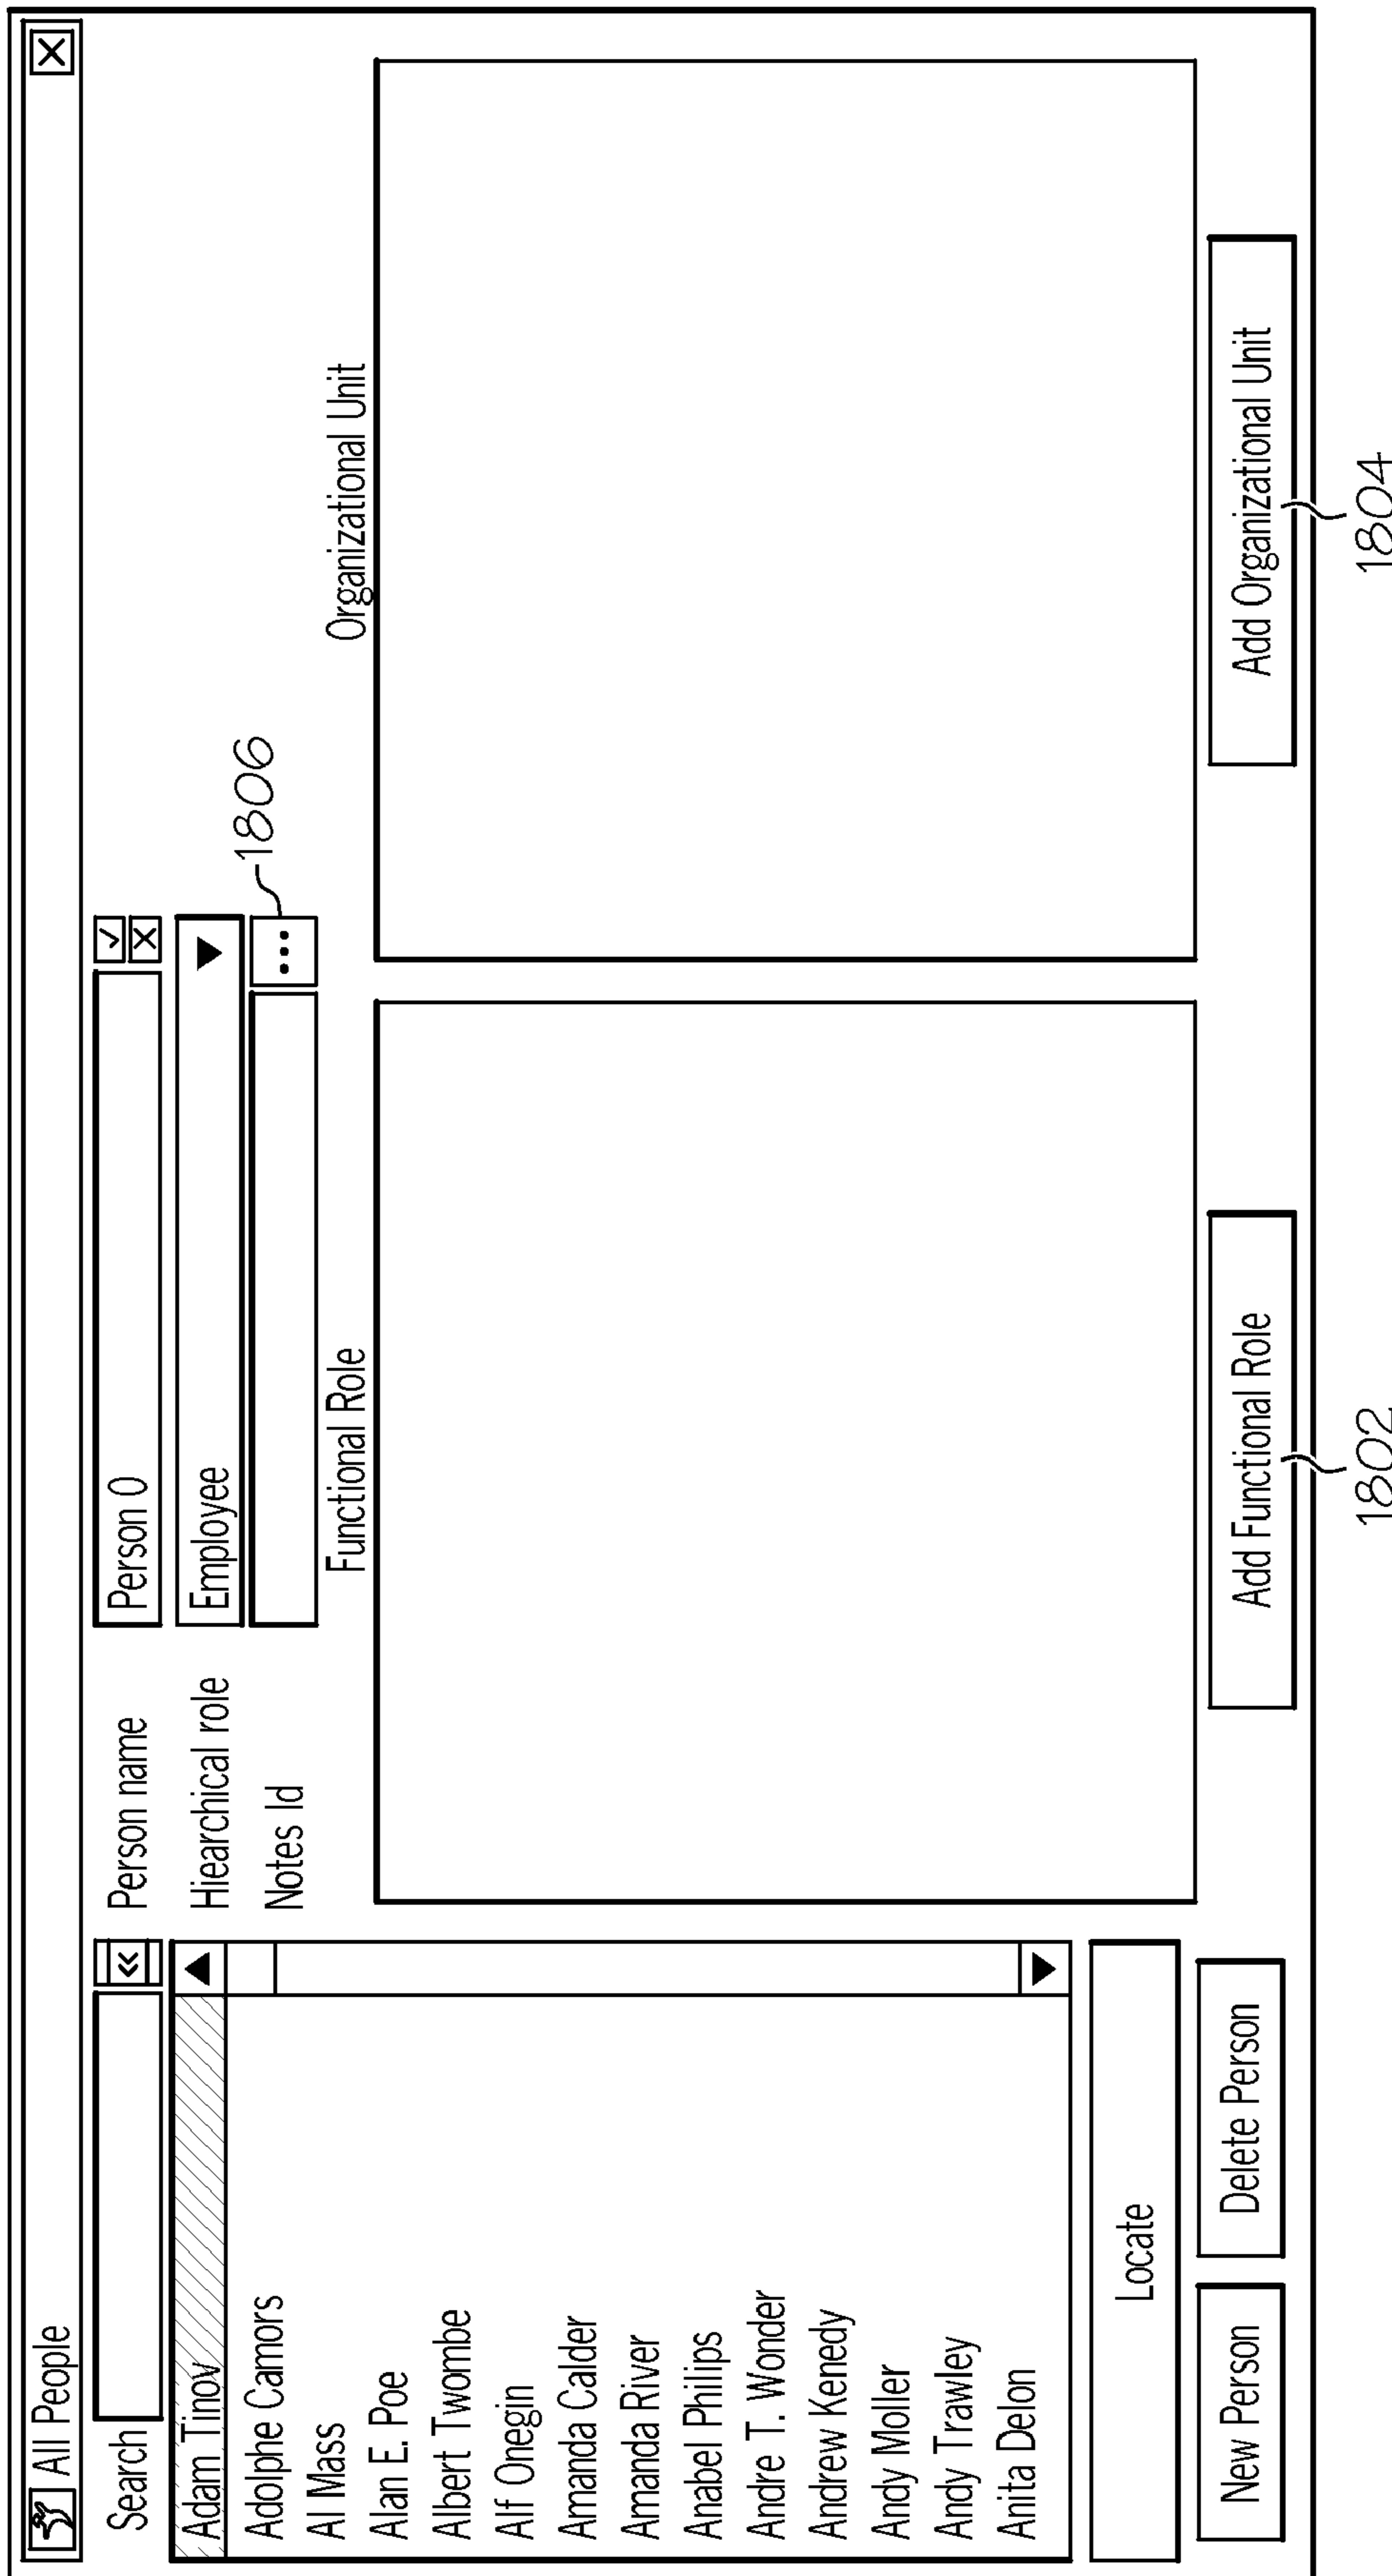 All People
Search
Person name
Person 0
Adam Tinov
Hiearchical role
Employee
Adolphe Camors
Notes Id
...
1806
Al Mass
Functional Role
Organizational Unit
Alan E. Poe
Albert Twombe
Alf Onegin
Amanda Calder
Amanda River
Anabel Philips
Andre T. Wonder
Andrew Kenedy
Andy Moller
Andy Trawley
Anita Delon
Locate
New Person
Delete Person
Add Functional Role
Add Organizational Unit
1802
1804